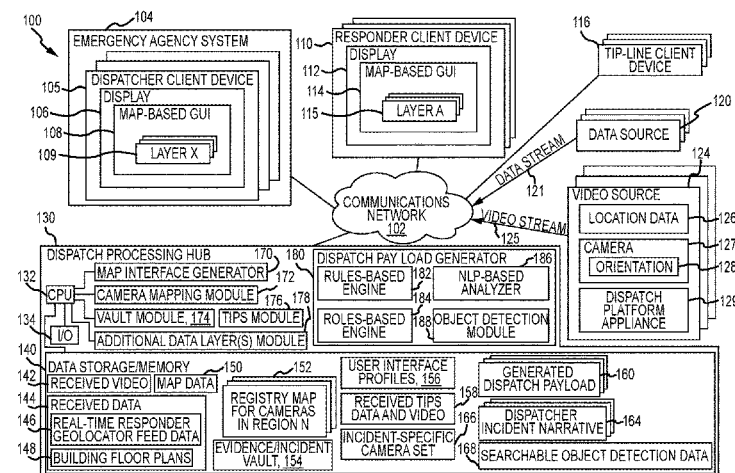 100
104
EMERGENCY AGENCY SYSTEM
105
DISPATCHER CLIENT DEVICE
106
DISPLAY
108
MAP-BASED GUI
109
LAYER X
110
RESPONDER CLIENT DEVICE
112
DISPLAY
114
MAP-BASED GUI
115
LAYER A
116
TIP-LINE CLIENT
DEVICE
120
DATA SOURCE
DATA STREAM
121
124
VIDEO SOURCE
LOCATION DATA
126
CAMERA
127
ORIENTATION
128
DISPATCH
PLATFORM
APPLIANCE
129
VIDEO STREAM
125
COMMUNICATIONS
NETWORK
102
130
DISPATCH PROCESSING HUB
132
CPU
134
I/O
MAP INTERFACE GENERATOR
170
CAMERA MAPPING MODULE
172
VAULT MODULE, 174
176
TIPS MODULE
178
ADDITIONAL DATA LAYER(S) MODULE
180
DISPATCH PAY LOAD GENERATOR
RULES-BASED
ENGINE
182
NLP-BASED
ANALYZER
186
ROLES-BASED
ENGINE
184
188
OBJECT DETECTION
MODULE
140
DATA STORAGE/MEMORY
142
RECEIVED VIDEO
MAP DATA
150
144
RECEIVED DATA
146
REAL-TIME RESPONDER
GEOLOCATOR FEED DATA
148
BUILDING FLOOR PLANS
152
REGISTRY MAP
FOR CAMERAS
IN REGION N
EVIDENCE/INCIDENT
VAULT, 154
USER INTERFACE
PROFILES, 156
RECEIVED TIPS
DATA AND VIDEO
158
INCIDENT-SPECIFIC
CAMERA SET
166
GENERATED
DISPATCH PAYLOAD
160
DISPATCHER
INCIDENT NARRATIVE
164
168
SEARCHABLE OBJECT DETECTION DATA